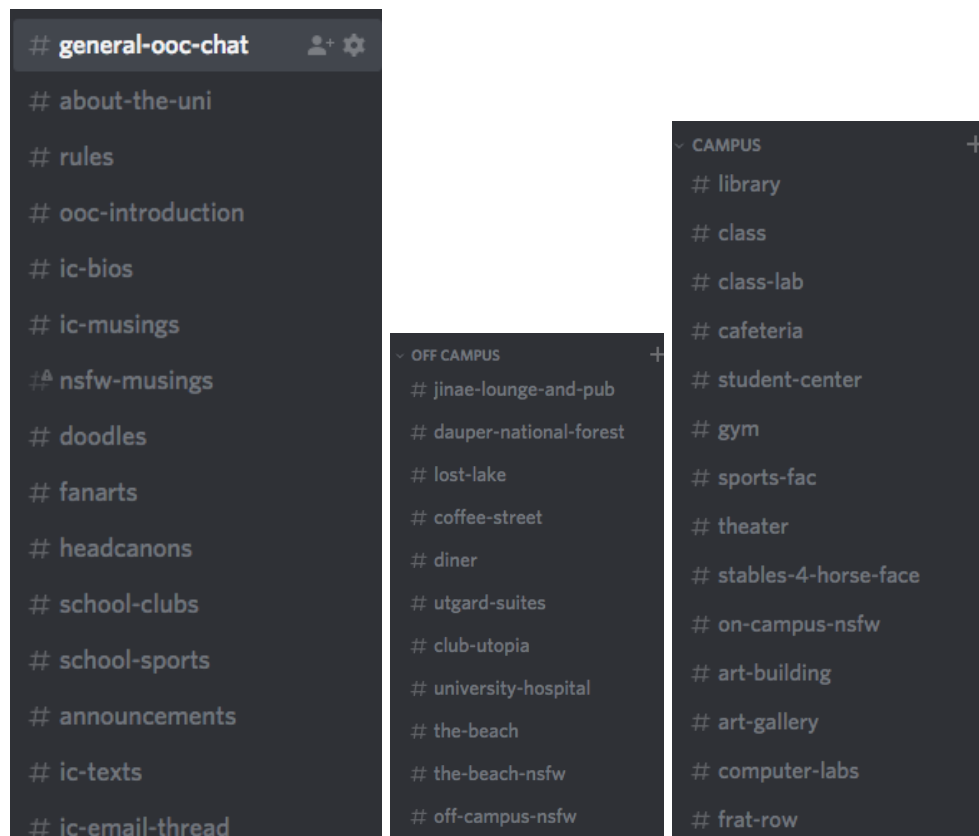 # general-ooc-chat
# about-the-uni
# rules
# ooc-introduction
# ic-bios
# ic-musings
# nsfw-musings
# doodles
# fanarts
# headcanons
# school-clubs
# school-sports
# announcements
# ic-texts
# ic-email-thread
OFF CAMPUS
# jinae-lounge-and-pub
# dauper-national-forest
# lost-lake
# coffee-street
# diner
# utgard-suites
# club-utopia
# university-hospital
# the-beach
# the-beach-nsfw
# off-campus-nsfw
CAMPUS
# library
# class
# class-lab
# cafeteria
# student-center
# gym
# sports-fac
# theater
# stables-4-horse-face
# on-campus-nsfw
# art-building
# art-gallery
# computer-labs
# frat-row